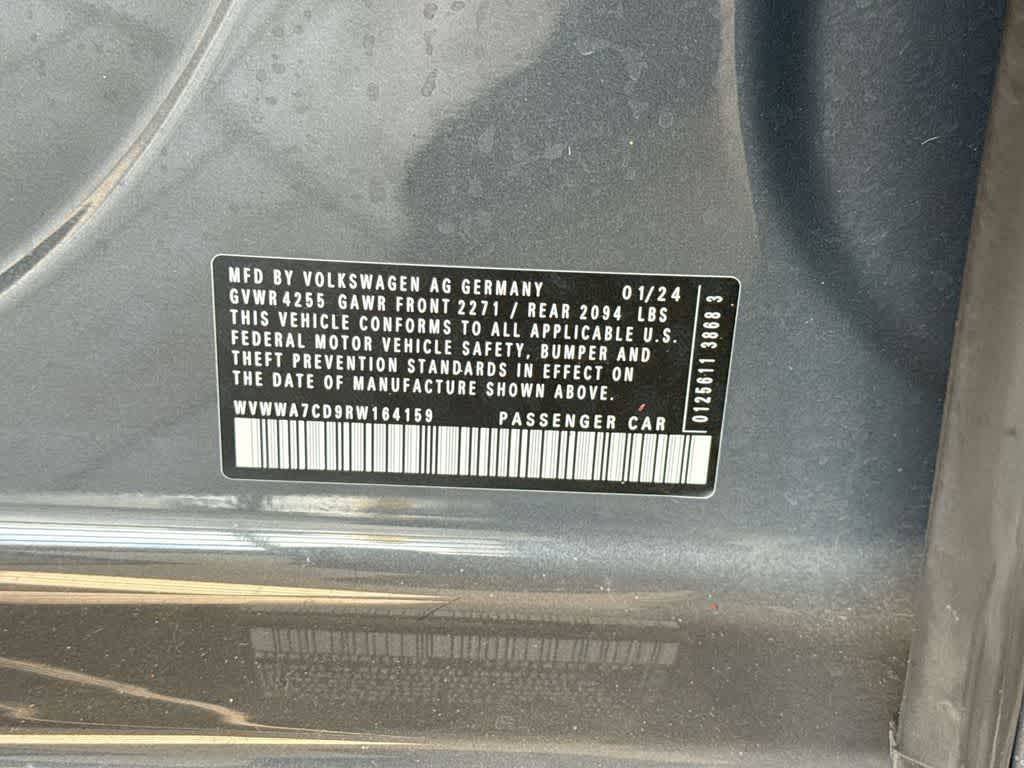 MFD BY VOLKSWAGEN AG GERMANY 01/24
GVWR 4255 GAWR FRONT 2271 / REAR 2094 LBS
THIS VEHICLE CONFORMS TO ALL APPLICABLE U.S.
FEDERAL MOTOR VEHICLE SAFETY, BUMPER AND
THEFT PREVENTION STANDARDS IN EFFECT ON
THE DATE OF MANUFACTURE SHOWN ABOVE.
WVWWA7CD9RW164159 PASSENGER CAR
0125611 3868 3